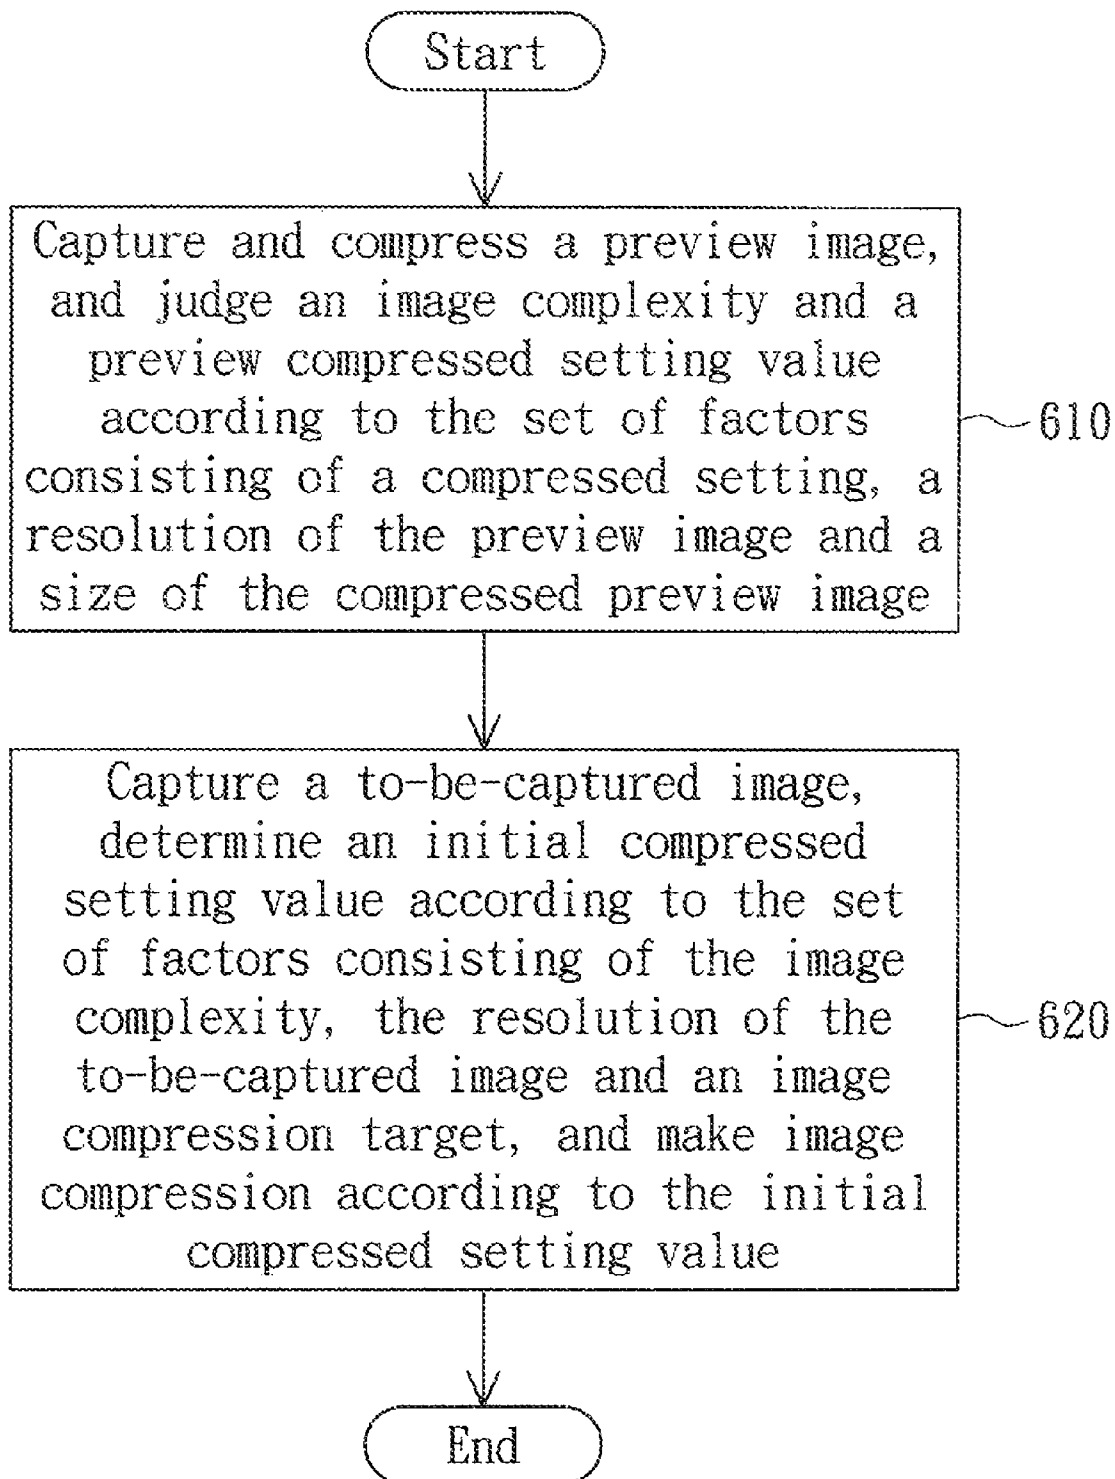 Start
Capture and compress a preview image,
and judge an image complexity and a
preview compressed setting value
according to the set of factors
consisting of a compressed setting, a
resolution of the preview image and a
size of the compressed preview image
610
Capture a to-be-captured image,
determine an initial compressed
setting value according to the set
of factors consisting of the image
complexity, the resolution of the
to-be-captured image and an image
compression target, and make image
compression according to the initial
compressed setting value
620
End